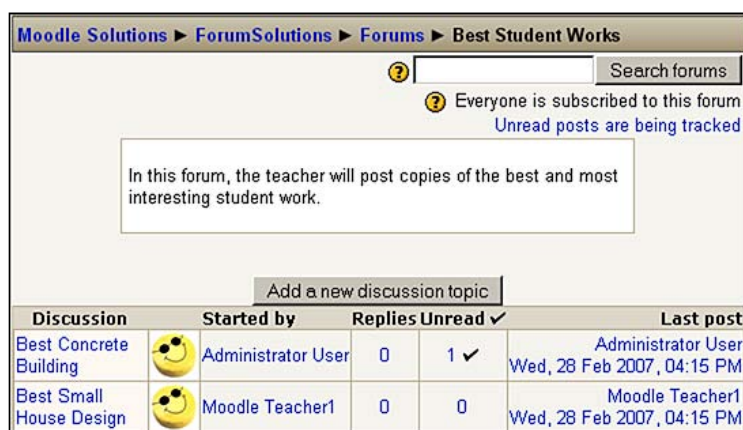 Moodle Solutions ► ForumSolutions ► Forums ► Best Student Works
? Search forums
? Everyone is subscribed to this forum
Unread posts are being tracked
In this forum, the teacher will post copies of the best and most
interesting student work.
Add a new discussion topic
Discussion Started by Replies Unread ✓ Last post
Best Concrete
Building
Administrator User 0 1 ✓
Administrator User
Wed, 28 Feb 2007, 04:15 PM
Best Small
House Design
Moodle Teacher1 0 0
Moodle Teacher1
Wed, 28 Feb 2007, 04:15 PM